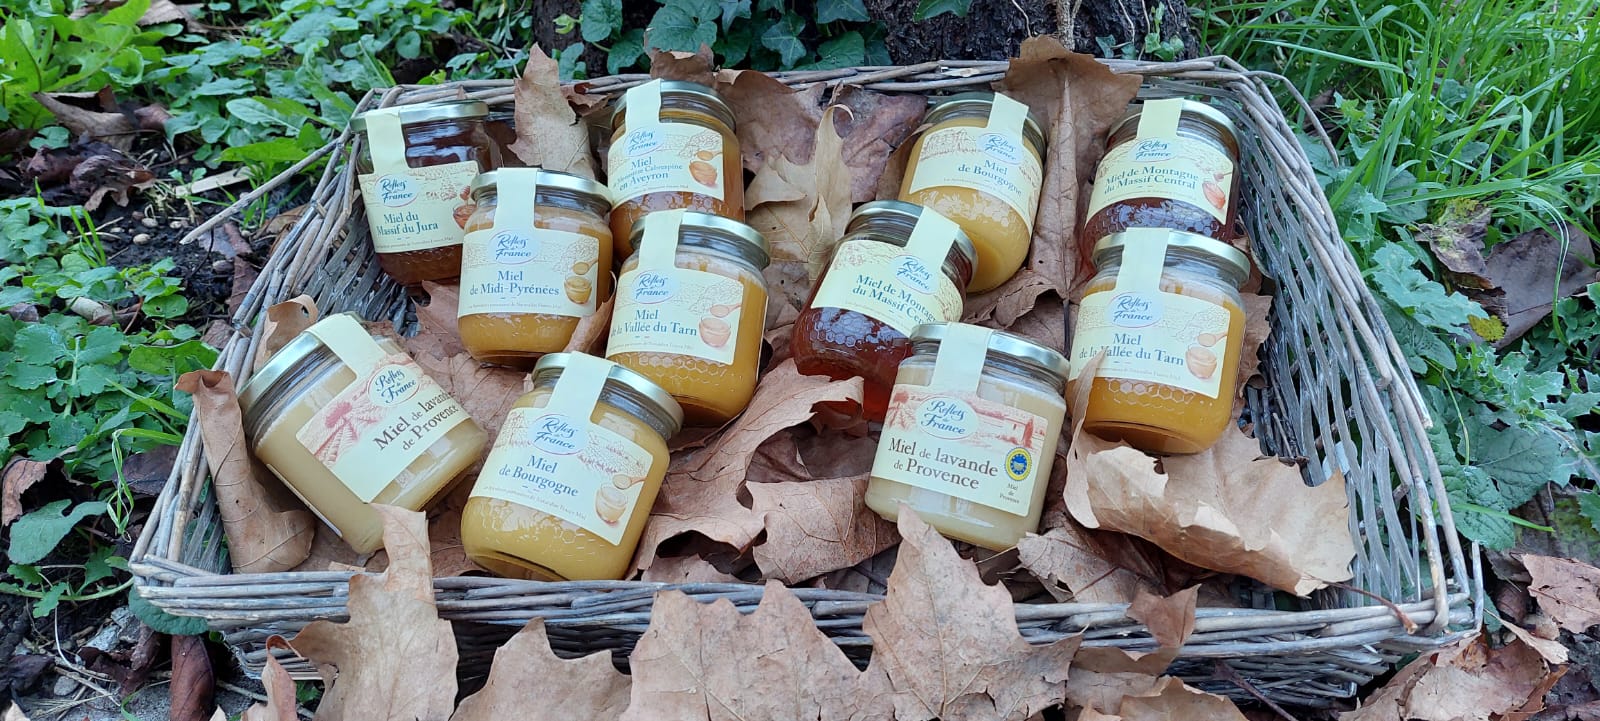 Reflets
de
France
Miel du
Massif du Jura
Reflets
de
France
Miel
en Aveyron
Reflets
de
France
Miel
de Bourgogne
Reflets
de
France
Miel de Montagne
du Massif Central
Reflets
de
France
Miel
de Midi-Pyrénées
Reflets
de
France
Miel
de la Vallée du Tarn
Reflets
de
France
Miel de Montagne
du Massif Central
Reflets
de
France
Miel
de la Vallée du Tarn
Reflets
de
France
Miel de lavande
de Provence
Reflets
de
France
Miel
de Bourgogne
Reflets
de
France
Miel de lavande
de Provence
Miel
de
Provence